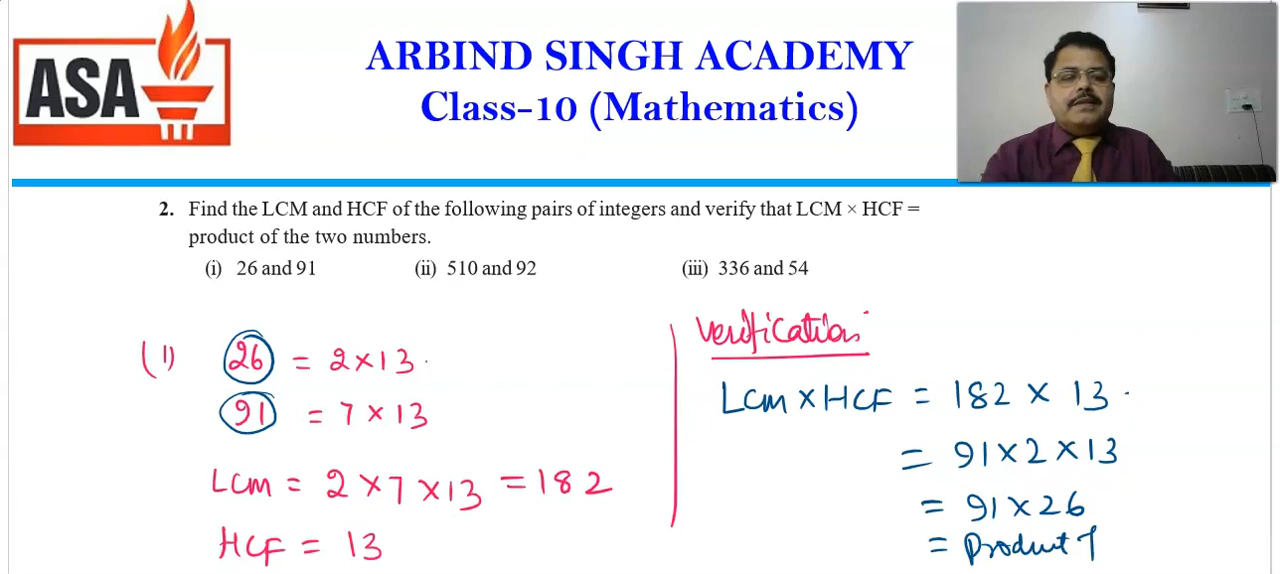 ASA
ARBIND SINGH ACADEMY
Class-10 (Mathematics)
2. Find the LCM and HCF of the following pairs of integers and verify that LCM × HCF =
product of the two numbers.
(i) 26 and 91 (ii) 510 and 92 (iii) 336 and 54
(1) 26 = 2 × 13
91 = 7 × 13
LCM = 2 × 7 × 13 = 182
HCF = 13
Verification
LCM × HCF = 182 × 13
= 91 × 2 × 13
= 91 × 26
= Product